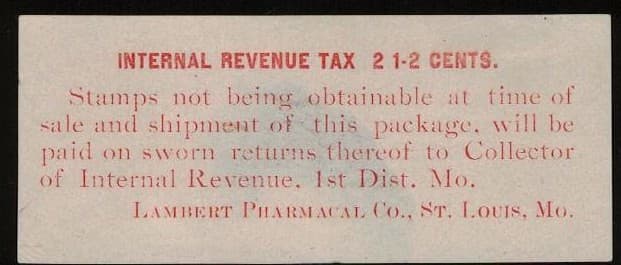 INTERNAL REVENUE TAX 2 1-2 CENTS.
Stamps not being obtainable at time of
sale and shipment of this package, will be
paid on sworn returns thereof to Collector
of Internal Revenue, 1st Dist. Mo.
LAMBERT PHARMACAL CO., ST. LOUIS, MO.